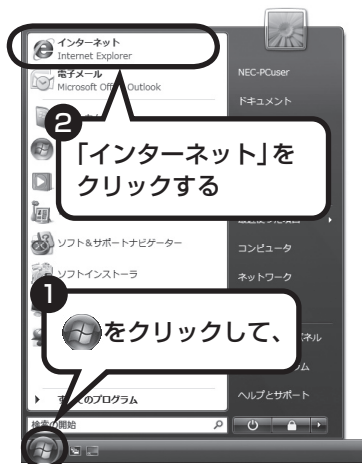 インターネット
Internet Explorer
電子メール
Microsoft Office Outlook
NEC-PCuser
ドキュメント
2
「インターネット」を
クリックする
ソフト&サポートナビゲーター
コンピュータ
ソフトインストーラ
ネットワーク
1
をクリックして、
すべてのプログラム
ヘルプとサポート
検索の開始